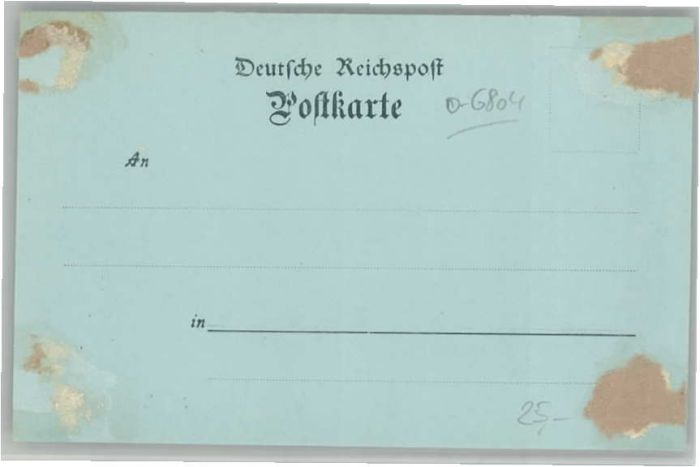 Deutsche Reichspost
Postkarte
o-6804
An
in
25,-